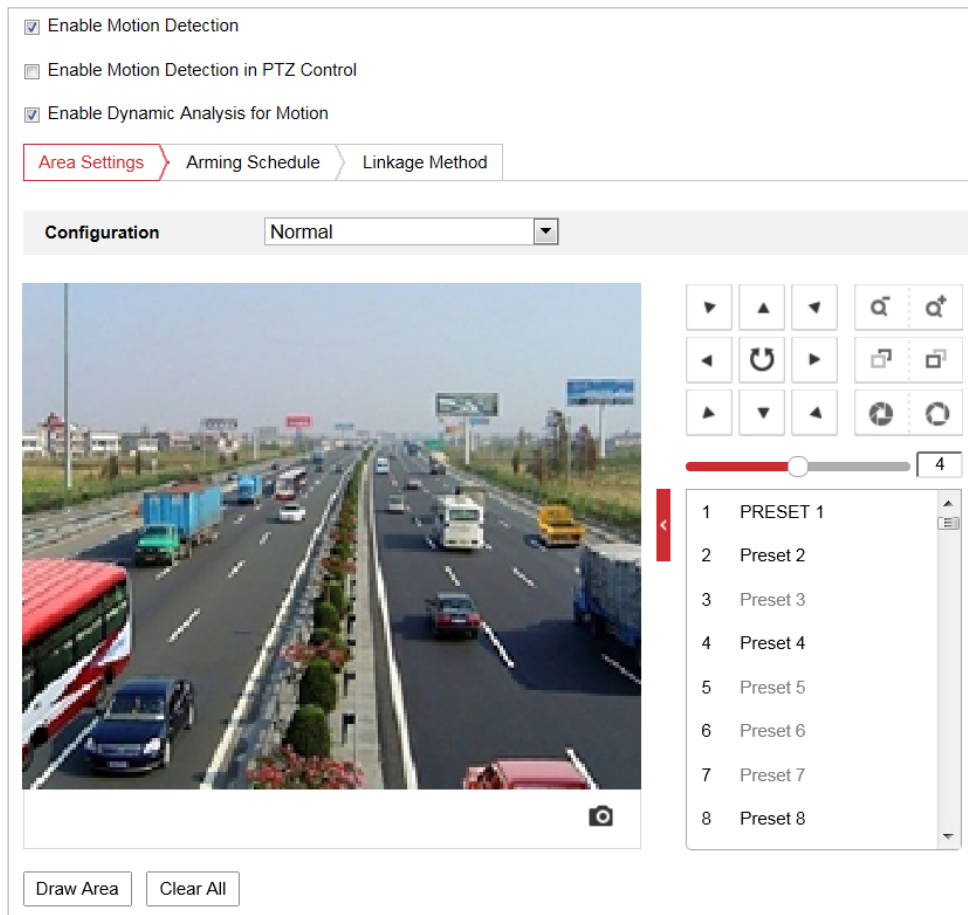 Enable Motion Detection
Enable Motion Detection in PTZ Control
Enable Dynamic Analysis for Motion
Area Settings Arming Schedule Linkage Method
Configuration Normal
4
1 PRESET 1
2 Preset 2
3 Preset 3
4 Preset 4
5 Preset 5
6 Preset 6
7 Preset 7
8 Preset 8
Draw Area Clear All